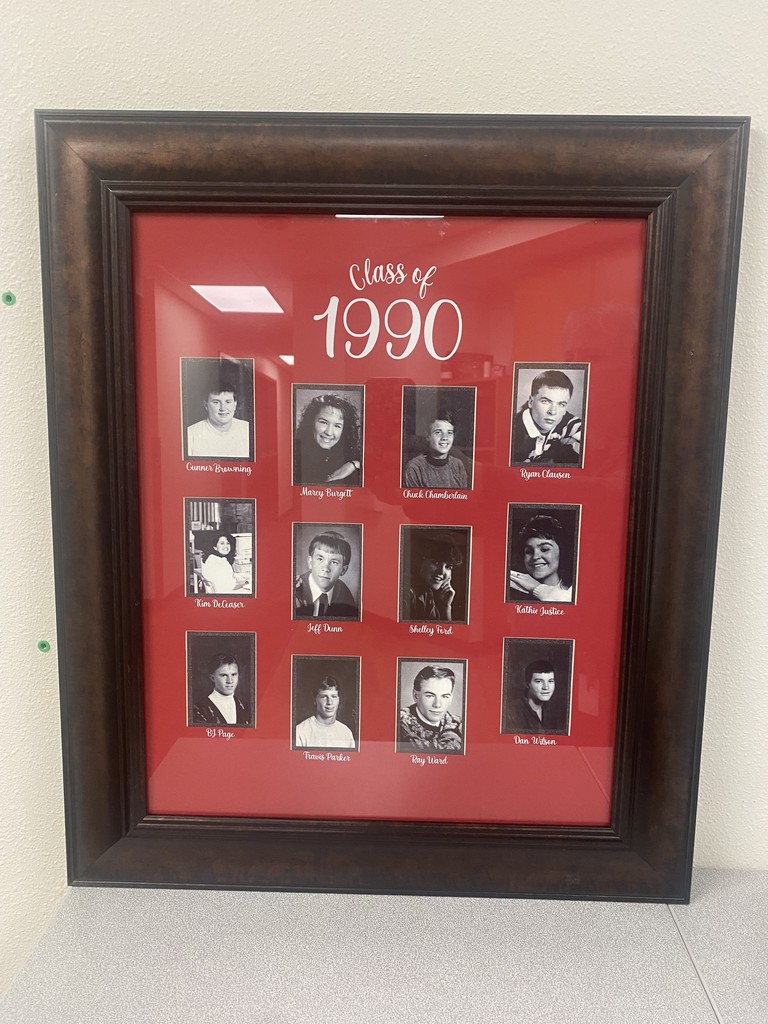 Class of
1990
Gunner Browning
Marcy Burgett
Chuck Chamberlain
Ryan Clausen
Kim DeCeaser
Jeff Dunn
Shelley Ford
Kathie Justice
BJ Page
Travis Parker
Ray Ward
Dan Wilson